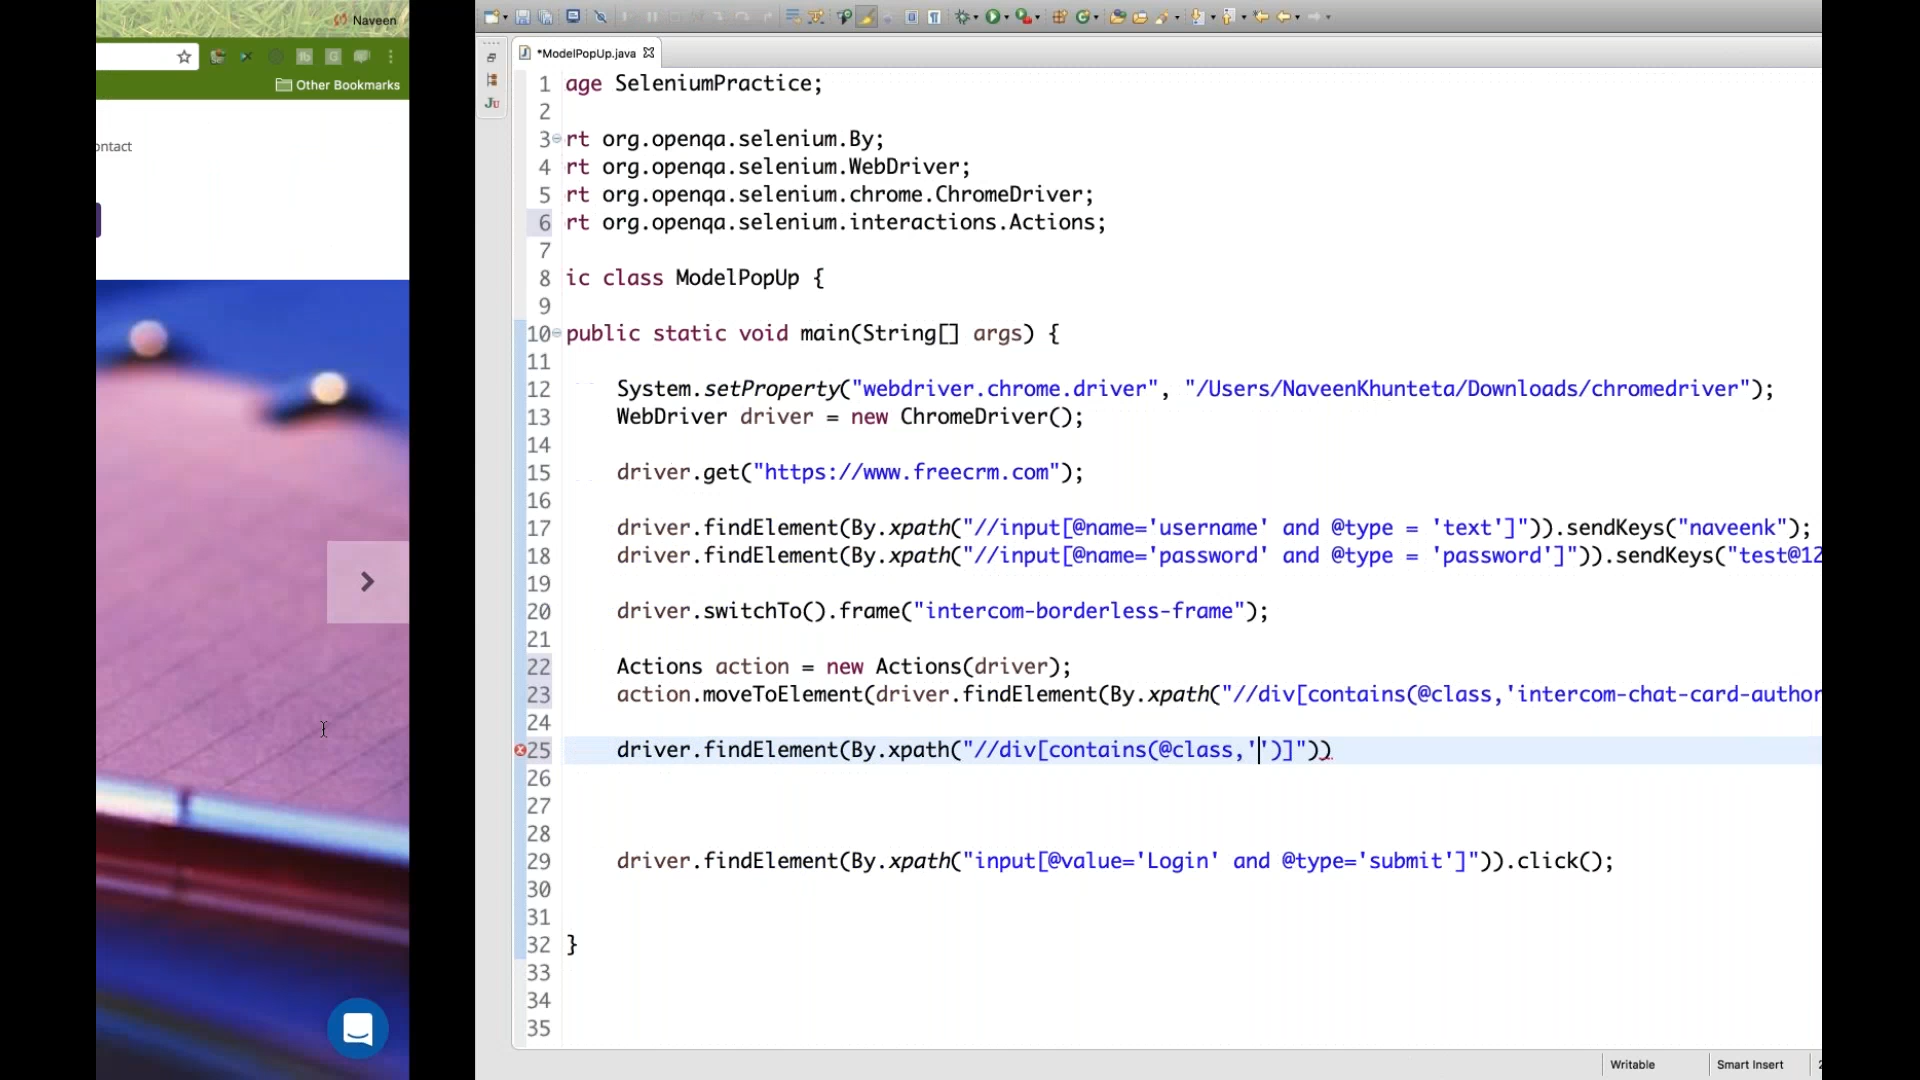 Naveen
Other Bookmarks
ontact
*ModelPopUp.java
1 age SeleniumPractice;
2
3 rt org.openqa.selenium.By;
4 rt org.openqa.selenium.WebDriver;
5 rt org.openqa.selenium.chrome.ChromeDriver;
6 rt org.openqa.selenium.interactions.Actions;
7
8 ic class ModelPopUp {
9
10 public static void main(String[] args) {
11
12 System.setProperty("webdriver.chrome.driver", "/Users/NaveenKhunteta/Downloads/chromedriver");
13 WebDriver driver = new ChromeDriver();
14
15 driver.get("https://www.freecrm.com");
16
17 driver.findElement(By.xpath("//input[@name='username' and @type = 'text']")).sendKeys("naveenk");
18 driver.findElement(By.xpath("//input[@name='password' and @type = 'password']")).sendKeys("test@12
19
20 driver.switchTo().frame("intercom-borderless-frame");
21
22 Actions action = new Actions(driver);
23 action.moveToElement(driver.findElement(By.xpath("//div[contains(@class,'intercom-chat-card-author
24
25 driver.findElement(By.xpath("//div[contains(@class,'')]"))
26
27
28
29 driver.findElement(By.xpath("input[@value='Login' and @type='submit']")).click();
30
31
32 }
33
34
35
Writable
Smart Insert